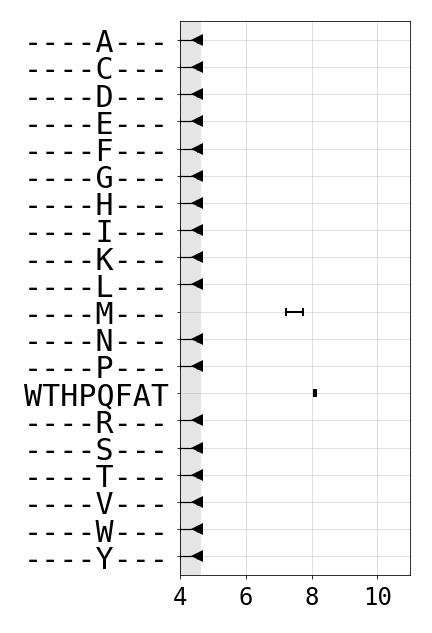 ----A---
----C---
----D---
----E---
----F---
----G---
----H---
----I---
----K---
----L---
----M---
----N---
----P---
WTHPQFAT
----R---
----S---
----T---
----V---
----W---
----Y---
4 6 8 10